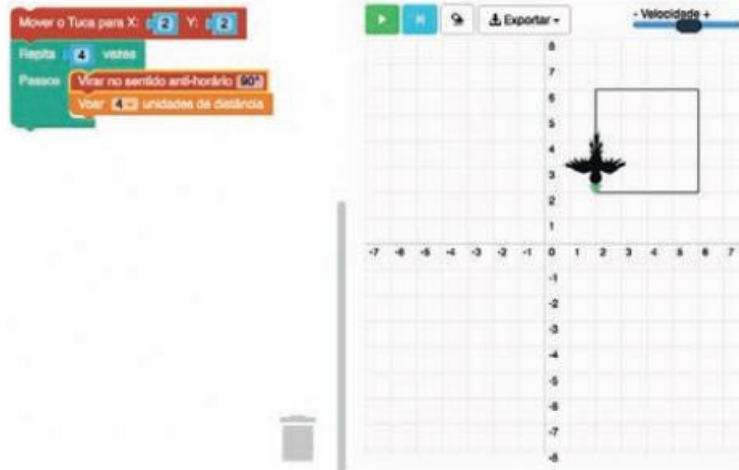 Mover o Tuca para X: 2 Y: 2
Repita 4 vezes
Passos Virar no sentido anti-horário 90°
Voar 4 unidades de distância
Exportar
- Velocidade +
8
7
6
5
4
3
2
1
-7 -6 -5 -4 -3 -2 -1 0 1 2 3 4 5 6 7
-1
-2
-3
-4
-5
-6
-7
-8